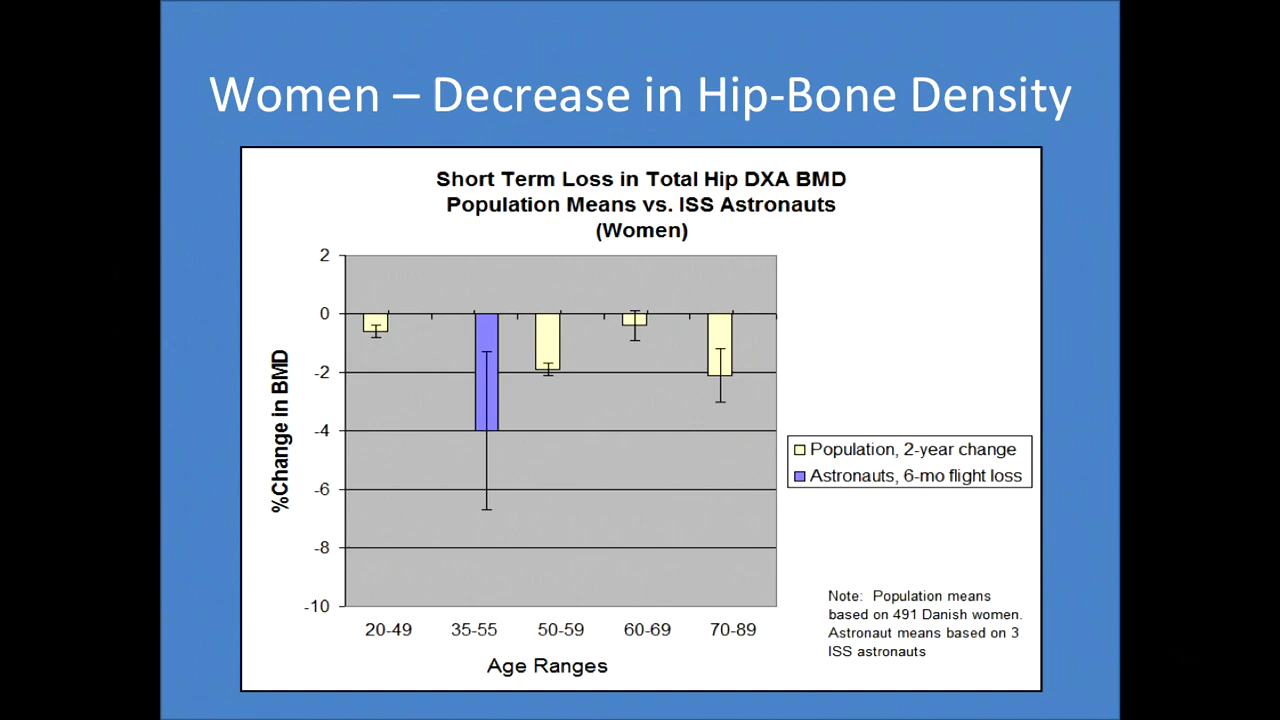 Women – Decrease in Hip-Bone Density
Short Term Loss in Total Hip DXA BMD
Population Means vs. ISS Astronauts
(Women)
2
0
-2
-4
-6
-8
-10
%Change in BMD
20-49 35-55 50-59 60-69 70-89
Age Ranges
Population, 2-year change
Astronauts, 6-mo flight loss
Note: Population means
based on 491 Danish women.
Astronaut means based on 3
ISS astronauts